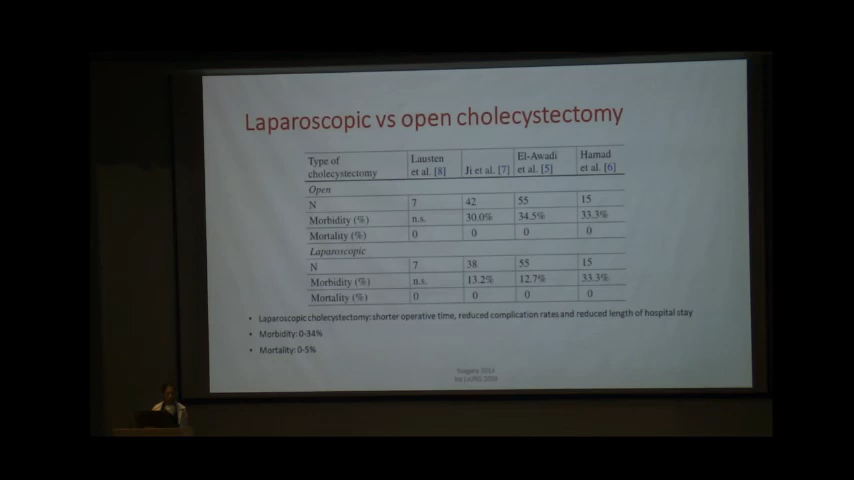 Laparoscopic vs open cholecystectomy
Type of cholecystectomy Lausten et al. [8] Ji et al. [7] El-Awadi et al. [5] Hamad et al. [6]
Open
N 7 42 55 15
Morbidity (%) n.s. 30.0% 34.5% 33.3%
Mortality (%) 0 0 0 0
Laparoscopic
N 7 38 55 15
Morbidity (%) n.s. 13.2% 12.7% 33.3%
Mortality (%) 0 0 0 0
• Laparoscopic cholecystectomy: shorter operative time, reduced complication rates and reduced length of hospital stay
• Morbidity: 0-34%
• Mortality: 0-5%
Surgery